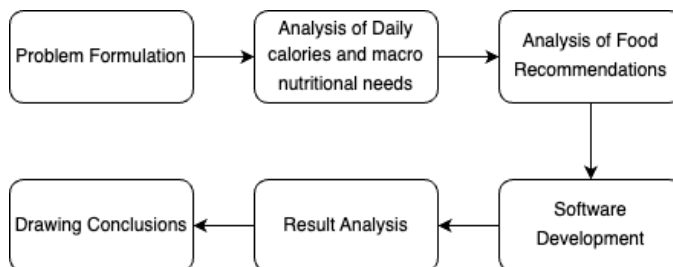 Problem Formulation
Analysis of Daily
calories and macro
nutritional needs
Analysis of Food
Recommendations
Software
Development
Result Analysis
Drawing Conclusions